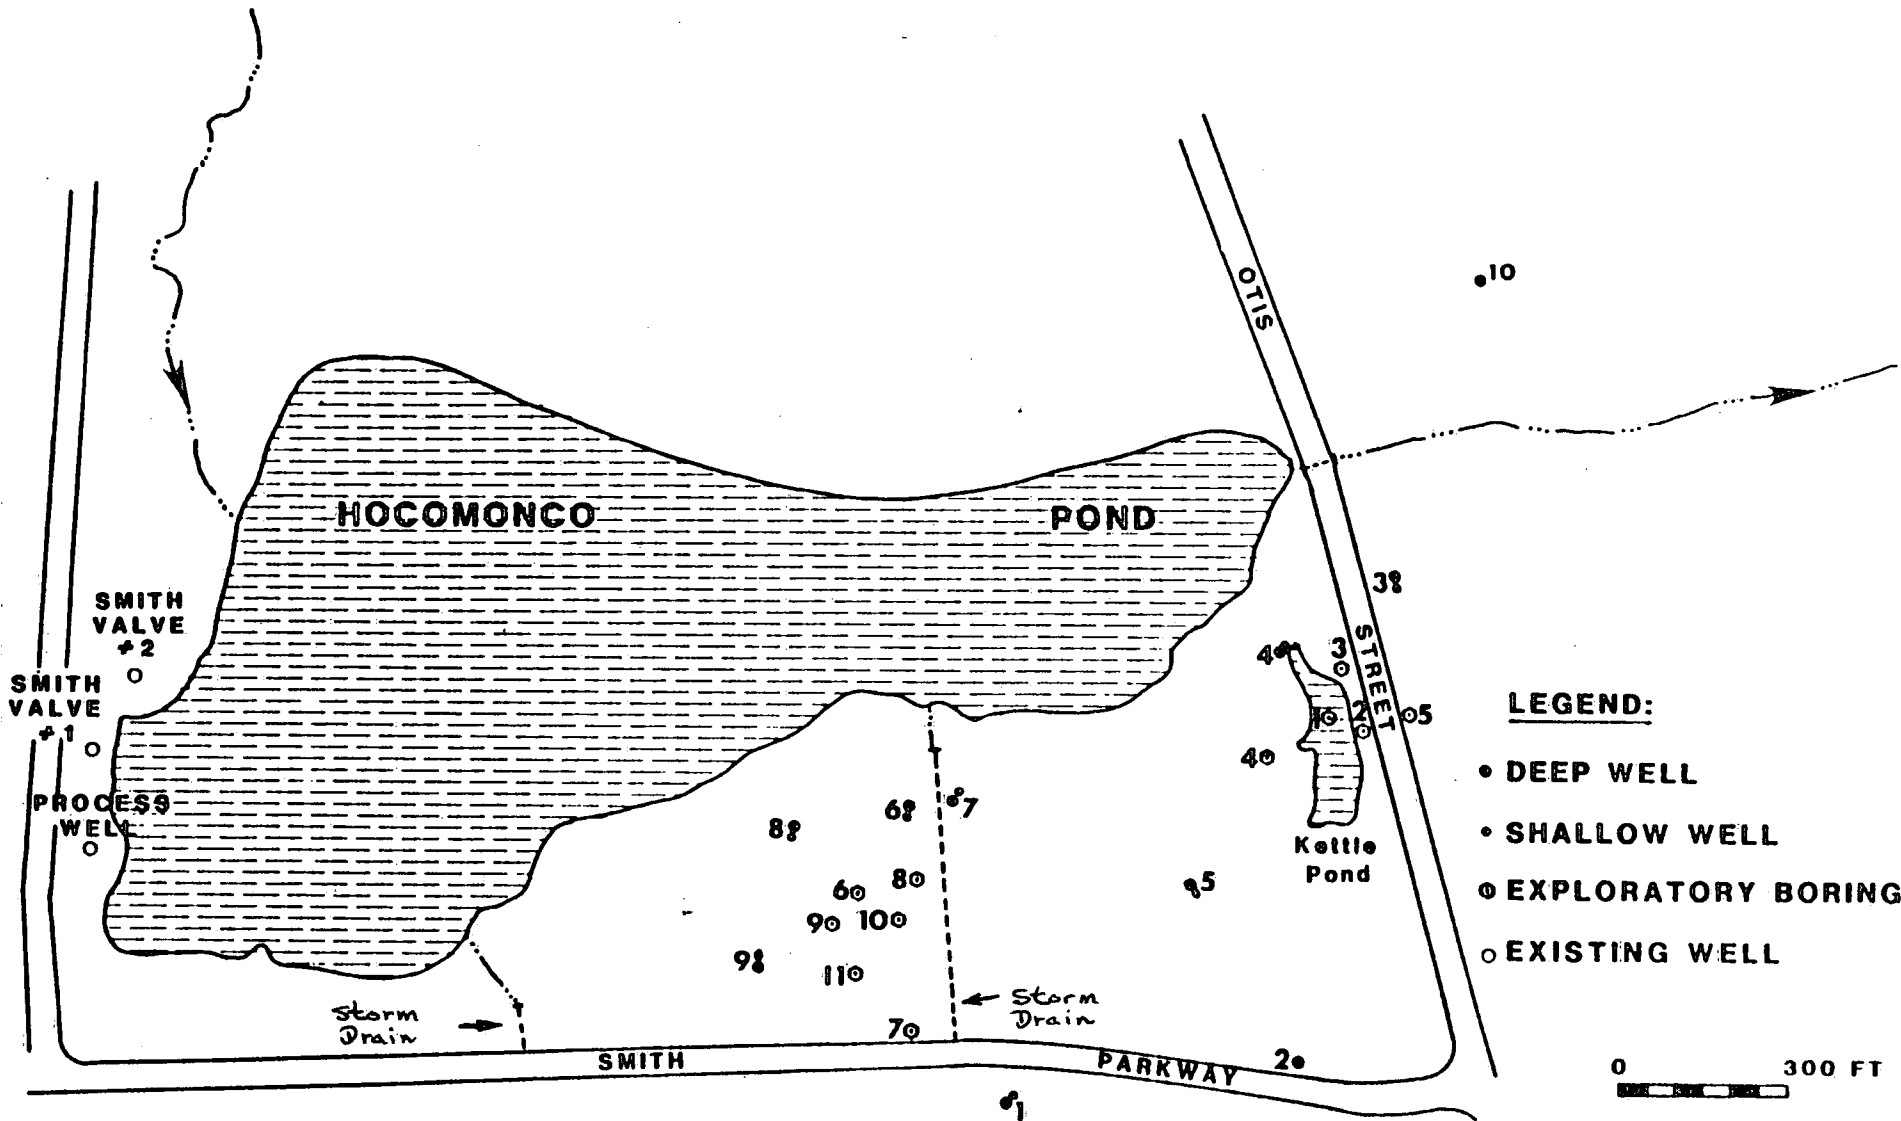 OTIS
10
HOCOMONCO POND
SMITH
VALVE
#2
SMITH
VALVE
#1
PROCESS
WELL
3
STREET
4
3
1
2
5
4
Kettle
Pond
LEGEND:
DEEP WELL
SHALLOW WELL
EXPLORATORY BORING
EXISTING WELL
6
7
8
8
6
5
9
10
9
11
Storm
Drain
Storm
Drain
7
SMITH PARKWAY
2
1
0 300 FT